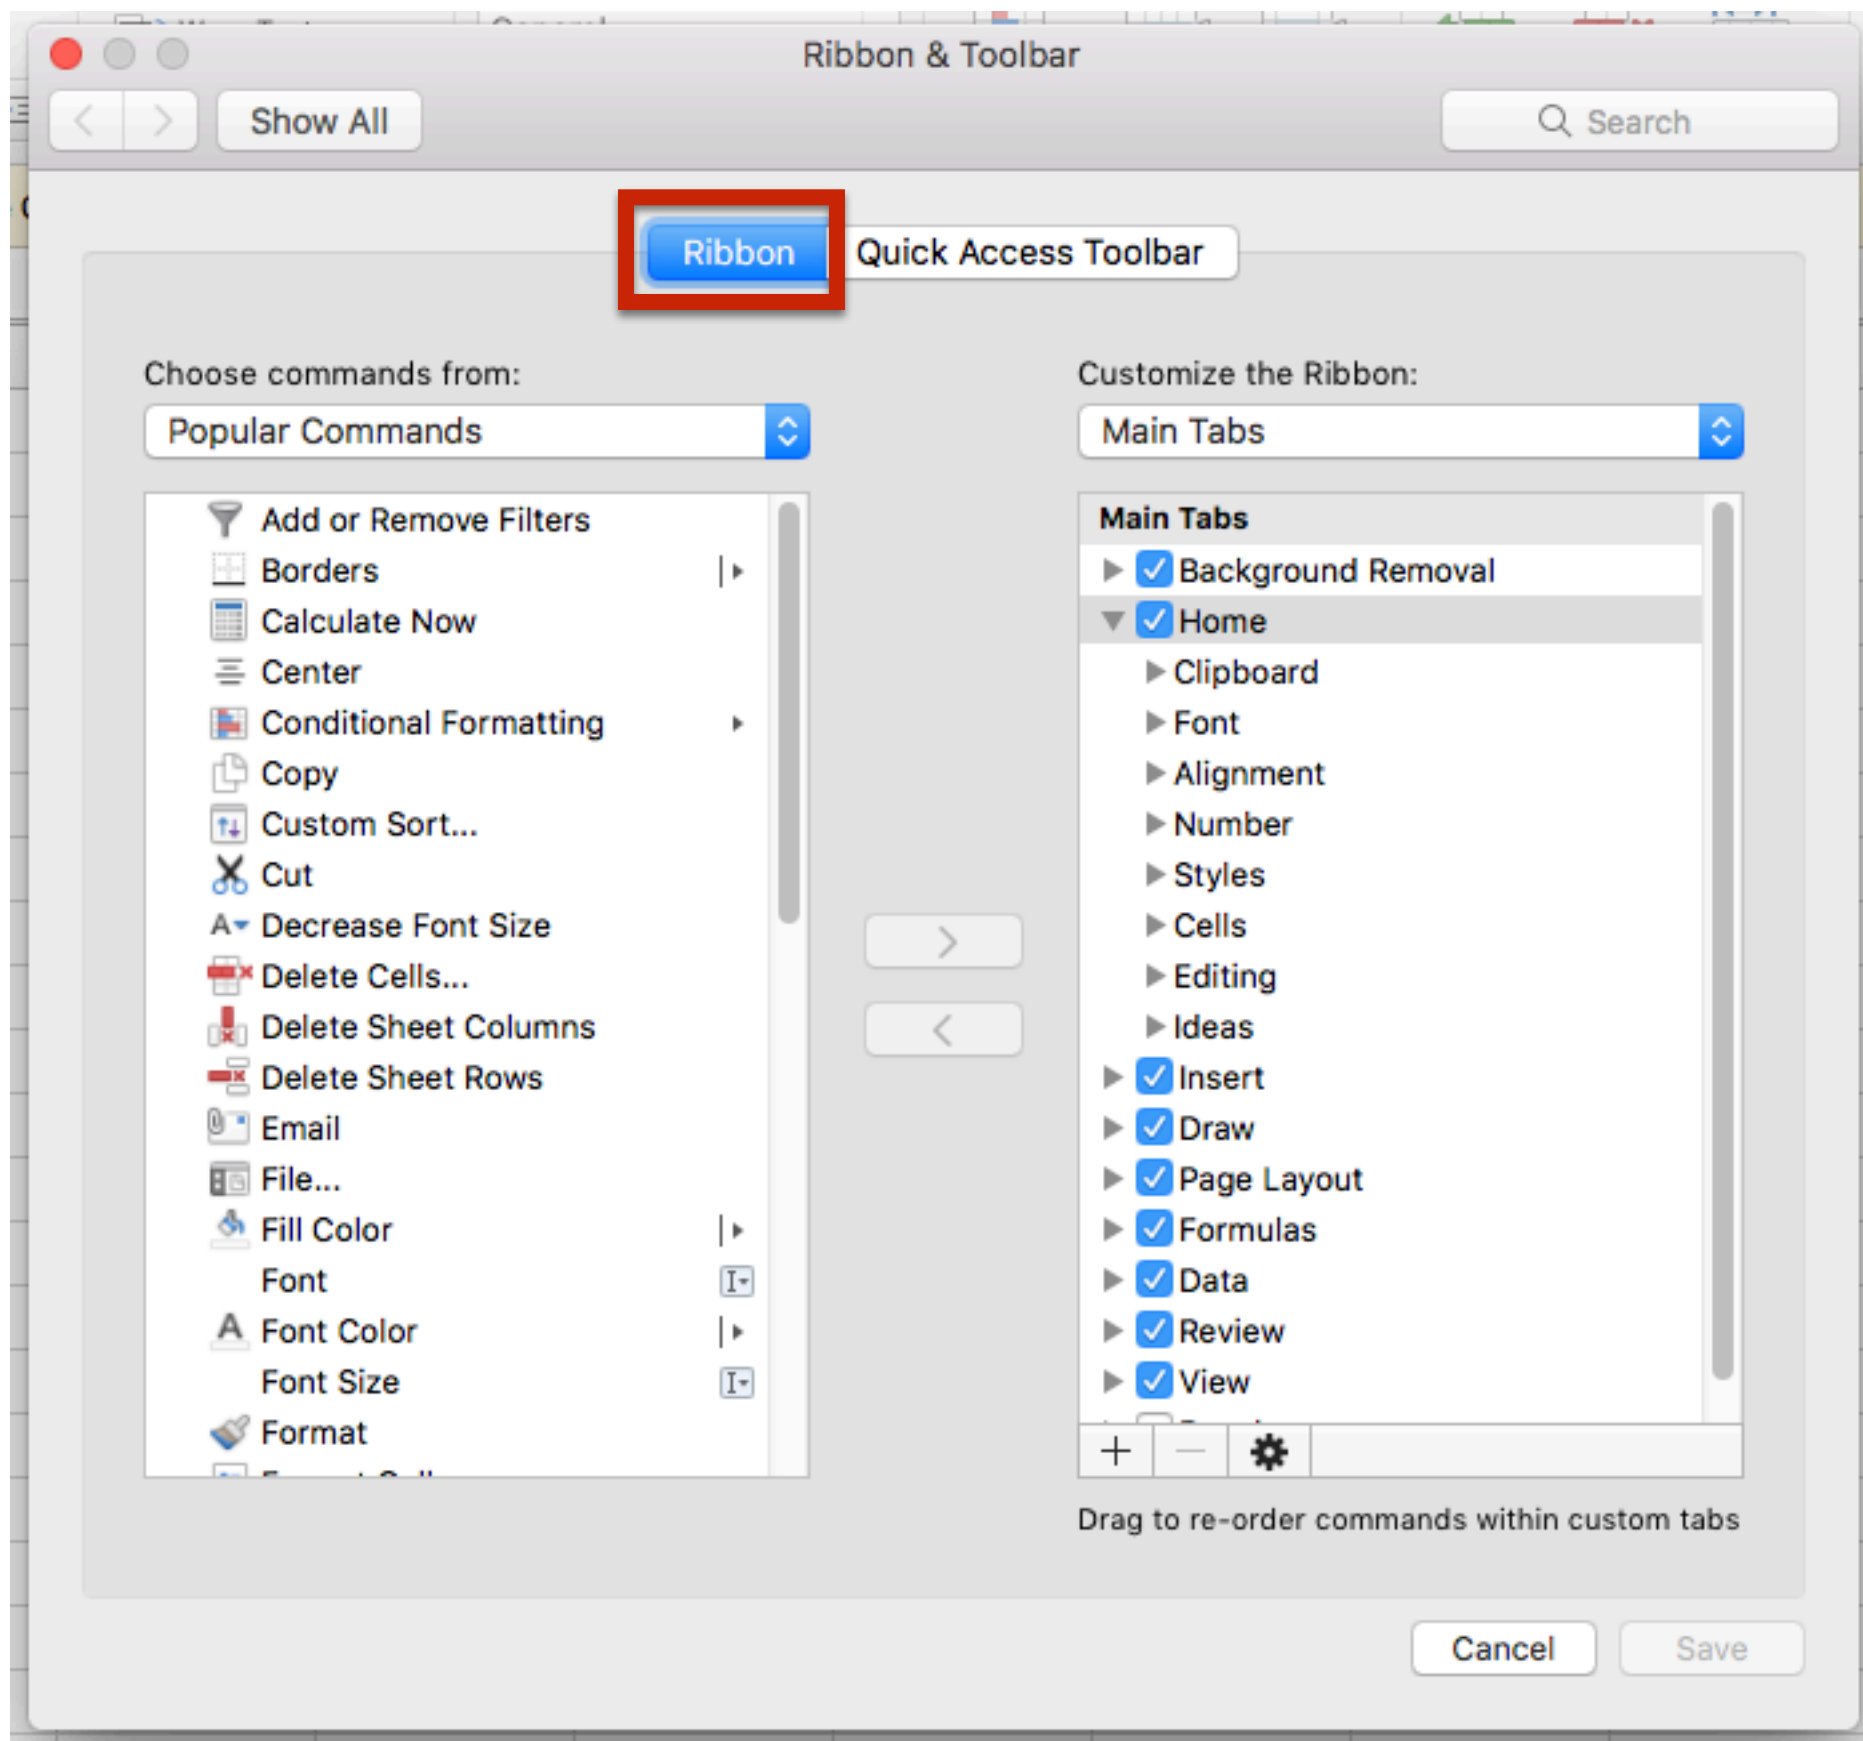 Ribbon & Toolbar
Show All
Search
Ribbon
Quick Access Toolbar
Choose commands from:
Popular Commands
Add or Remove Filters
Borders
Calculate Now
Center
Conditional Formatting
Copy
Custom Sort...
Cut
Decrease Font Size
Delete Cells...
Delete Sheet Columns
Delete Sheet Rows
Email
File...
Fill Color
Font
Font Color
Font Size
Format
Customize the Ribbon:
Main Tabs
Main Tabs
Background Removal
Home
Clipboard
Font
Alignment
Number
Styles
Cells
Editing
Ideas
Insert
Draw
Page Layout
Formulas
Data
Review
View
Drag to re-order commands within custom tabs
Cancel
Save